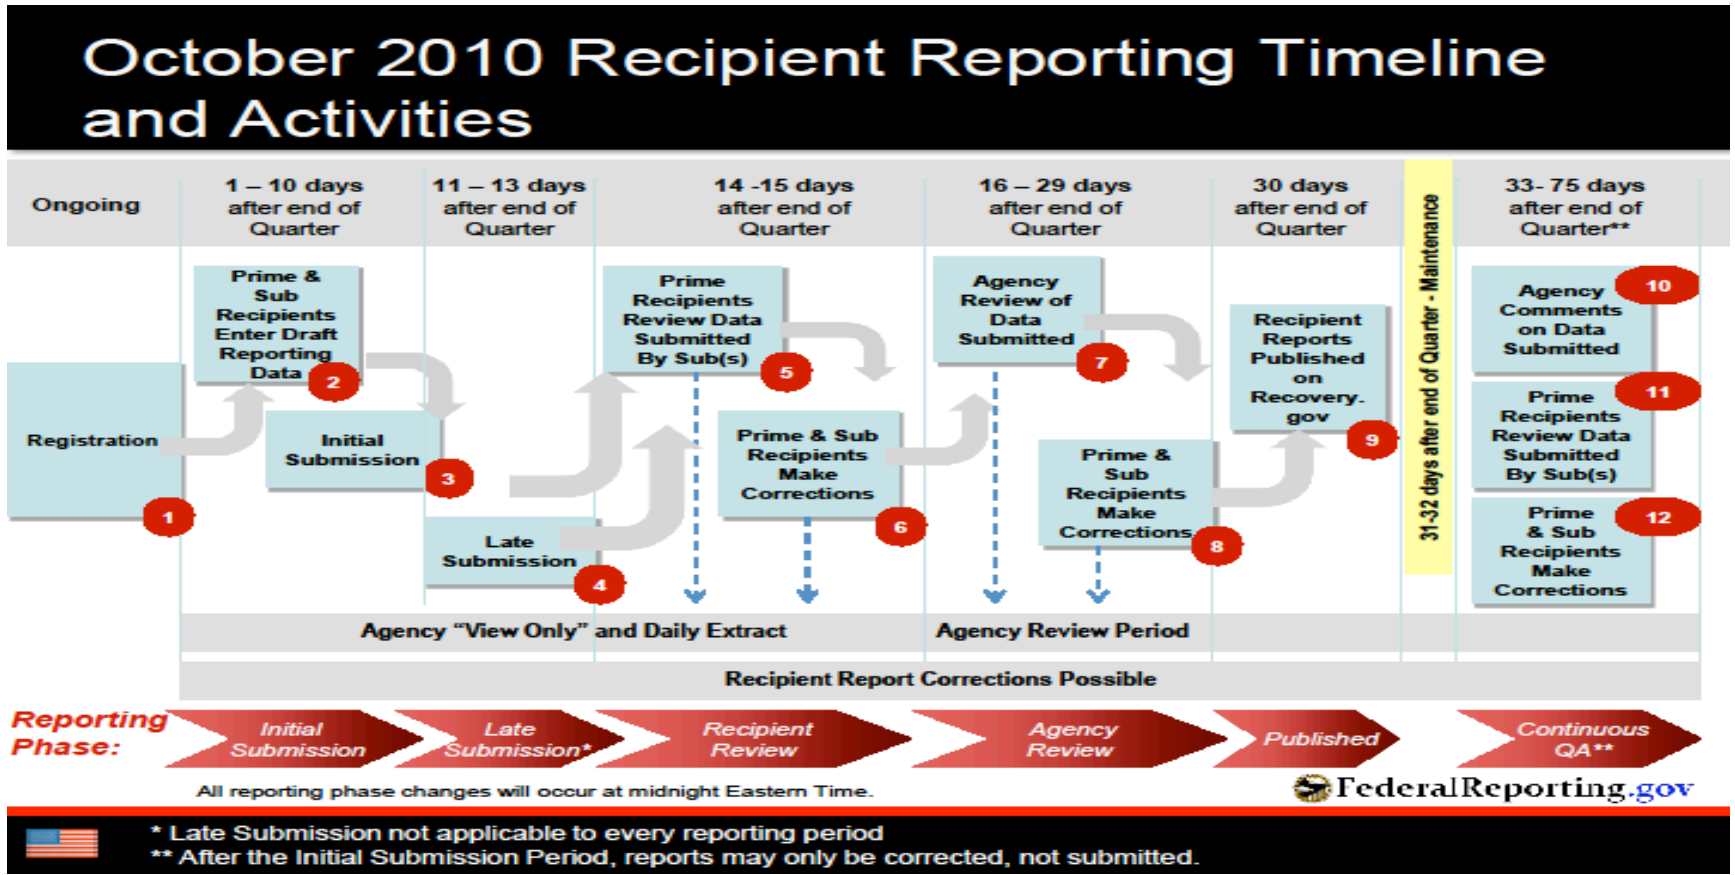 October 2010 Recipient Reporting Timeline
and Activities
Ongoing
1 – 10 days
after end of
Quarter
11 – 13 days
after end of
Quarter
14 -15 days
after end of
Quarter
16 – 29 days
after end of
Quarter
30 days
after end of
Quarter
31-32 days after end of Quarter - Maintenance
33- 75 days
after end of
Quarter**
Registration
1
Prime &
Sub
Recipients
Enter Draft
Reporting
Data
2
Initial
Submission
3
Late
Submission
4
Prime
Recipients
Review Data
Submitted
By Sub(s)
5
Prime & Sub
Recipients
Make
Corrections
6
Agency
Review of
Data
Submitted
7
Prime &
Sub
Recipients
Make
Corrections
8
Recipient
Reports
Published
on
Recovery.
gov
9
Agency
Comments
on Data
Submitted
10
Prime
Recipients
Review Data
Submitted
By Sub(s)
11
Prime
& Sub
Recipients
Make
Corrections
12
Agency “View Only” and Daily Extract
Agency Review Period
Recipient Report Corrections Possible
Reporting
Phase:
Initial
Submission
Late
Submission*
Recipient
Review
Agency
Review
Published
Continuous
QA**
All reporting phase changes will occur at midnight Eastern Time.
FederalReporting.gov
* Late Submission not applicable to every reporting period
** After the Initial Submission Period, reports may only be corrected, not submitted.